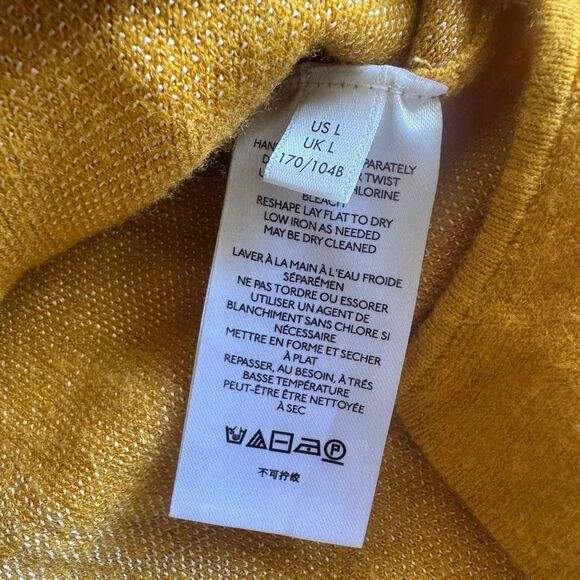 US L
UK L
170/104B
TWIST
BLEACH
RESHAPE LAY FLAT TO DRY
LOW IRON AS NEEDED
MAY BE DRY CLEANED
LAVER À LA MAIN À L'EAU FROIDE
SÉPARÉMEN
NE PAS TORDRE OU ESSORER
UTILISER UN AGENT DE
BLANCHIMENT SANS CHLORE SI
NÉCESSAIRE
METTRE EN FORME ET SECHER
À PLAT
REPASSER, AU BESOIN, À TRÉS
BASSE TEMPÉRATURE
PEUT-ÊTRE ÊTRE NETTOYÉE
À SEC
P
不可拧绞